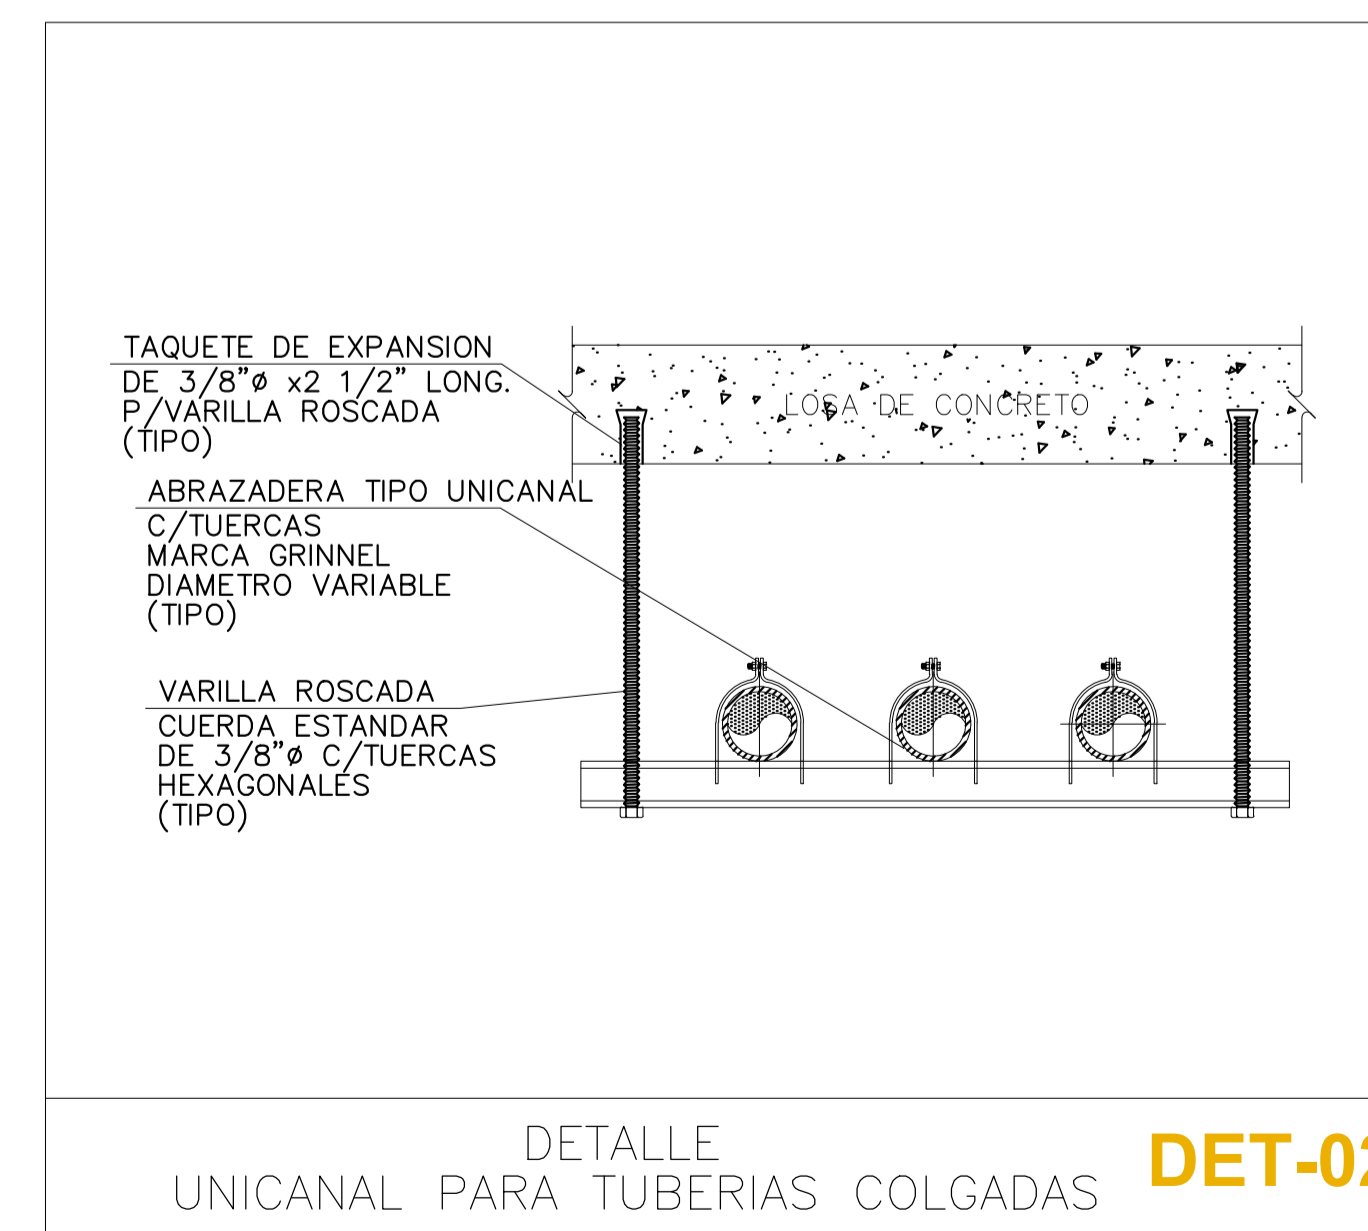 TAQUETE DE EXPANSION
DE 3/8"ø x2 1/2" LONG.
P/VARILLA ROSCADA
(TIPO)
LOSA DE CONCRETO
ABRAZADERA TIPO UNICANAL
C/TUERCAS
MARCA GRINNEL
DIAMETRO VARIABLE
(TIPO)
VARILLA ROSCADA
CUERDA ESTANDAR
DE 3/8"ø C/TUERCAS
HEXAGONALES
(TIPO)
DETALLE
UNICANAL PARA TUBERIAS COLGADAS
DET-02